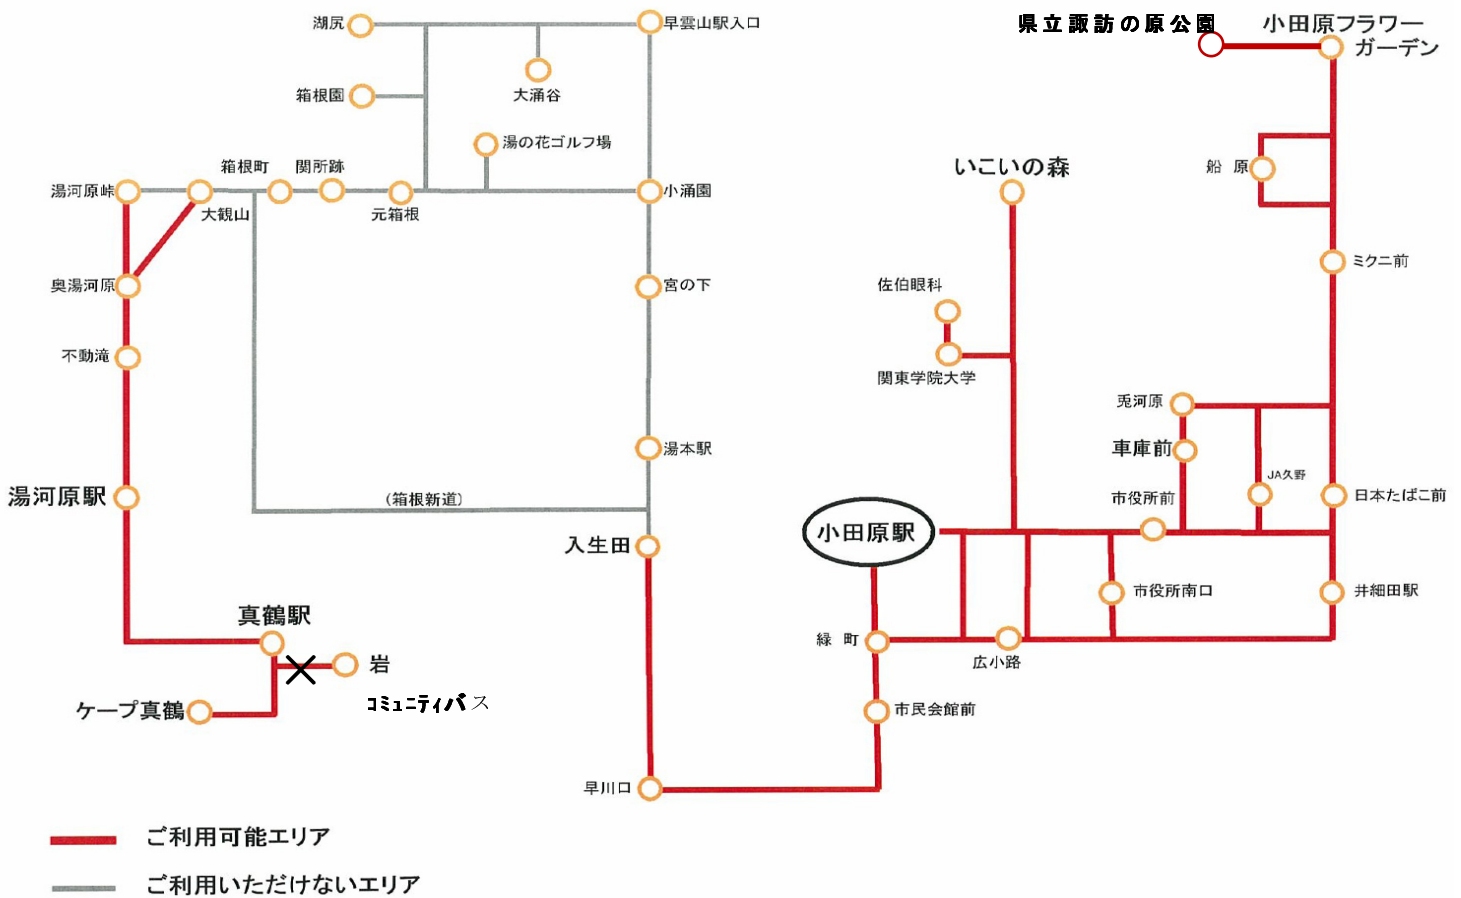 湖尻
早雲山駅入口
県立諏訪の原公園
小田原フラワー
ガーデン
箱根園
大涌谷
湯の花ゴルフ場
船 原
いこいの森
箱根町
関所跡
湯河原峠
大観山
元箱根
小涌園
ミクニ前
奥湯河原
宮の下
佐伯眼科
不動滝
関東学院大学
兎河原
車庫前
湯本駅
JA久野
湯河原駅
(箱根新道)
市役所前
日本たばこ前
小田原駅
入生田
市役所南口
井細田駅
真鶴駅
緑 町
広小路
岩
コミュニティバス
ケープ真鶴
市民会館前
早川口
ご利用可能エリア
ご利用いただけないエリア